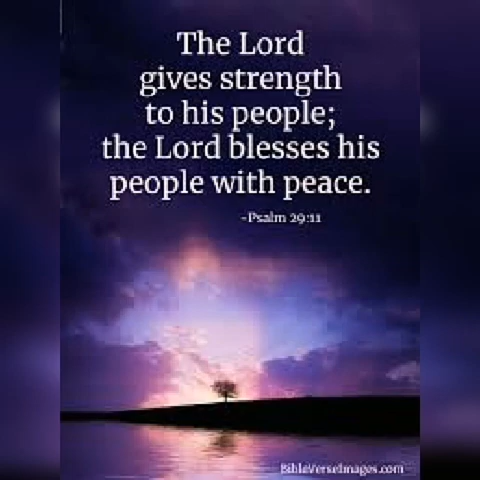 The Lord
gives strength
to his people;
the Lord blesses his
people with peace.
-Psalm 29:11
BibleVerseImages.com